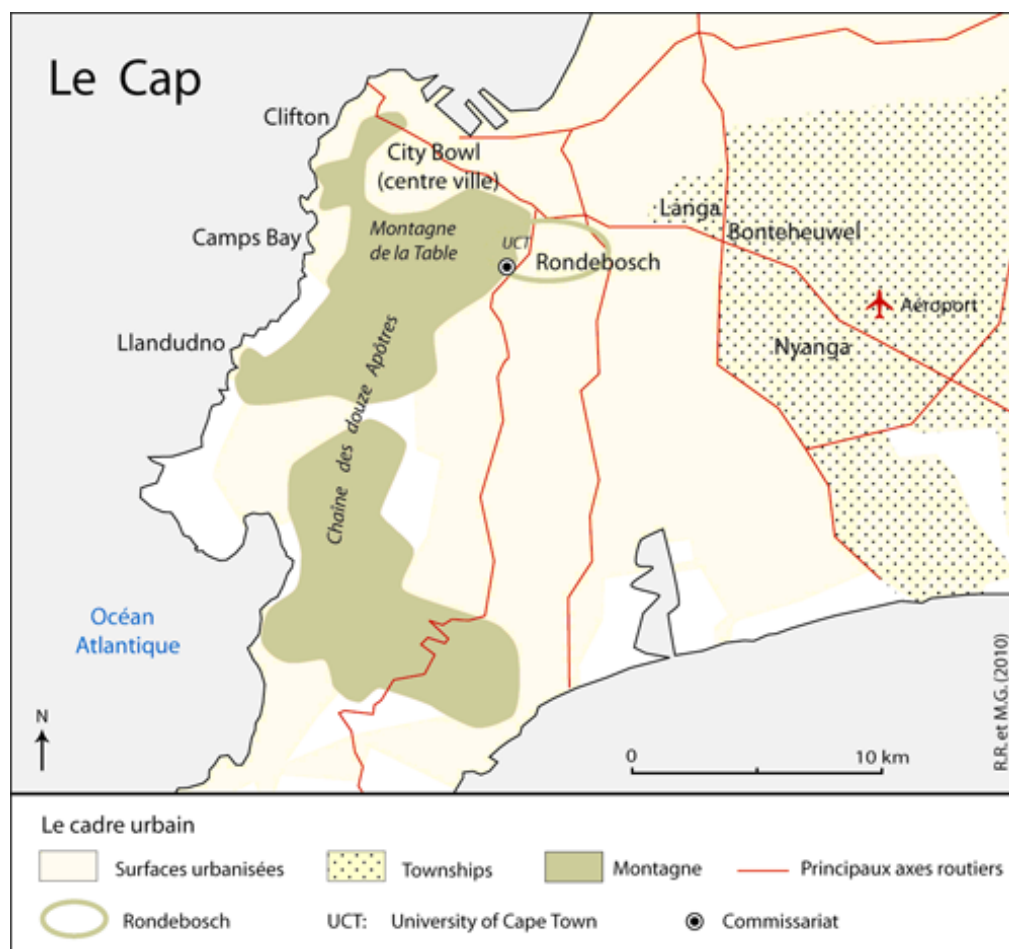 Le Cap
Clifton
City Bowl
(centre ville)
Langa
Camps Bay
Montagne
de la Table
UCT
Rondebosch
Bonteheuwel
Aéroport
Llandudno
Nyanga
Chaîne des douze Apôtres
Océan
Atlantique
N
0 10 km
R.R. et M.G. (2010)
Le cadre urbain
Surfaces urbanisées
Townships
Montagne
Principaux axes routiers
Rondebosch
UCT: University of Cape Town
Commissariat